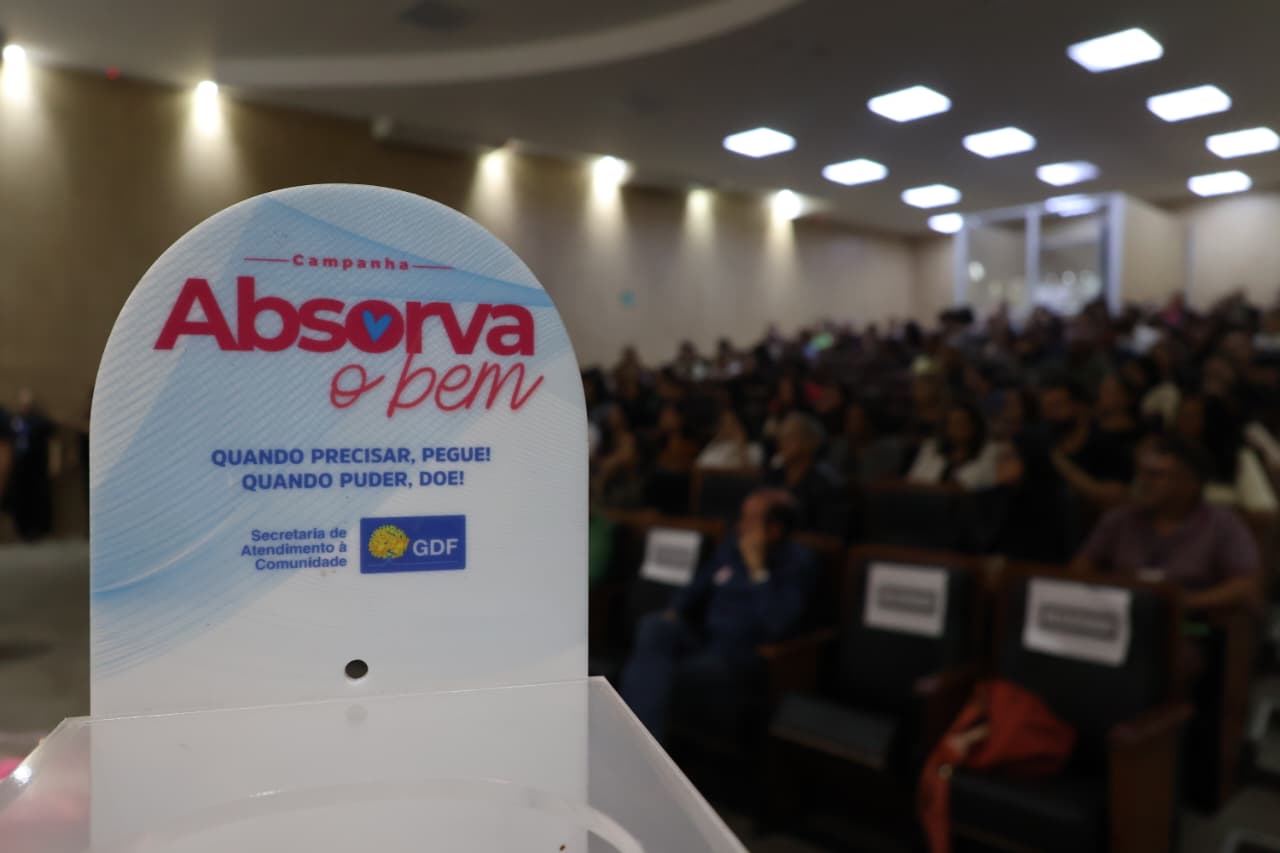 Campanha
Absorva
o bem
QUANDO PRECISAR, PEGUE!
QUANDO PUDER, DOE!
Secretaria de
Atendimento à
Comunidade
GDF